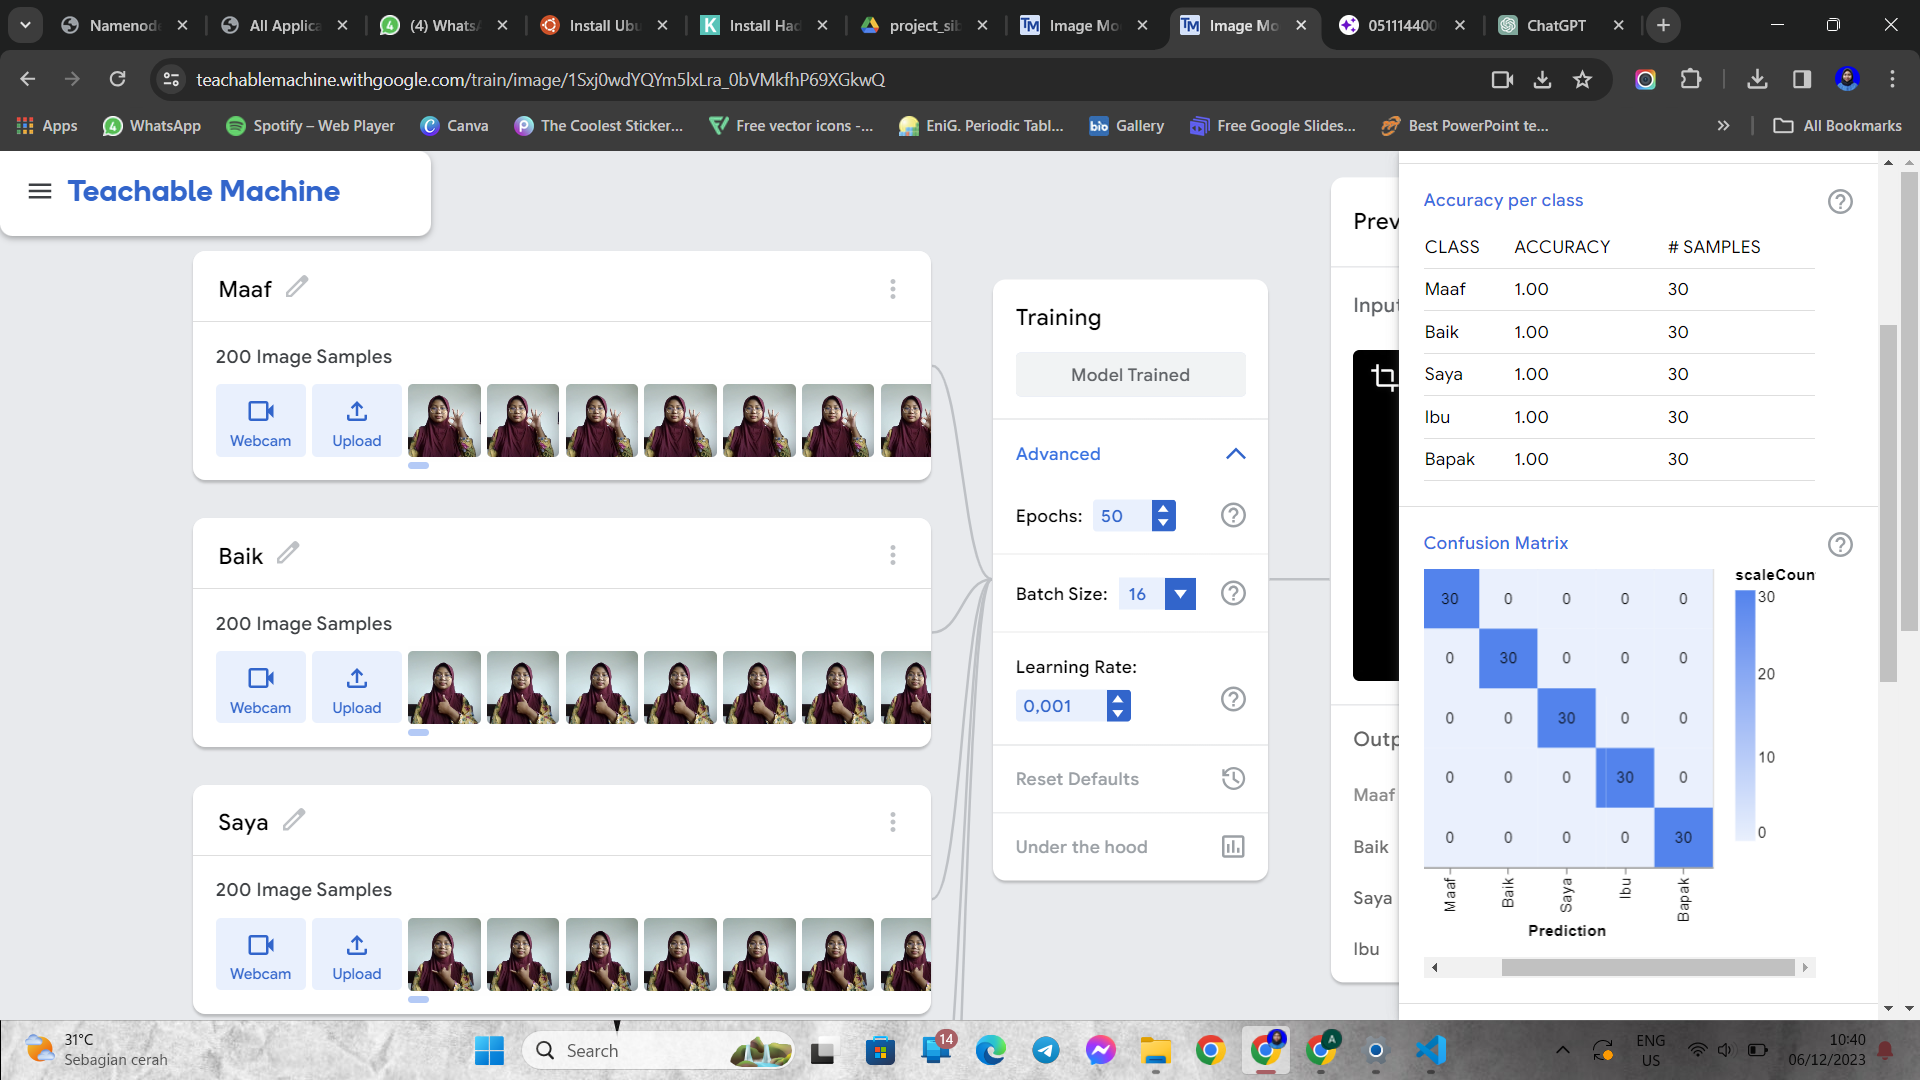 Namenode
All Applica
(4) WhatsA
Install Ubu
Install Had
project_sib
Image Mo
Image Mo
051114400
ChatGPT
teachablemachine.withgoogle.com/train/image/1Sxj0wdYQYm5lxLra_0bVMkfhP69XGkwQ
Apps
WhatsApp
Spotify – Web Player
Canva
The Coolest Sticker...
Free vector icons -...
EniG. Periodic Tabl...
bio Gallery
Free Google Slides...
Best PowerPoint te...
All Bookmarks
Teachable Machine
Maaf
200 Image Samples
Webcam
Upload
Baik
200 Image Samples
Webcam
Upload
Saya
200 Image Samples
Webcam
Upload
Training
Model Trained
Advanced
Epochs: 50
Batch Size: 16
Learning Rate:
0,001
Reset Defaults
Under the hood
Prev
Input
Outp
Maaf
Baik
Saya
Ibu
Accuracy per class
CLASS ACCURACY # SAMPLES
Maaf 1.00 30
Baik 1.00 30
Saya 1.00 30
Ibu 1.00 30
Bapak 1.00 30
Confusion Matrix
30 0 0 0 0
0 30 0 0 0
0 0 30 0 0
0 0 0 30 0
0 0 0 0 30
Maaf Baik Saya Ibu Bapak
Prediction
scaleCoun
30
20
10
0
31°C
Sebagian cerah
Search
14
A
ENG
US
10:40
06/12/2023